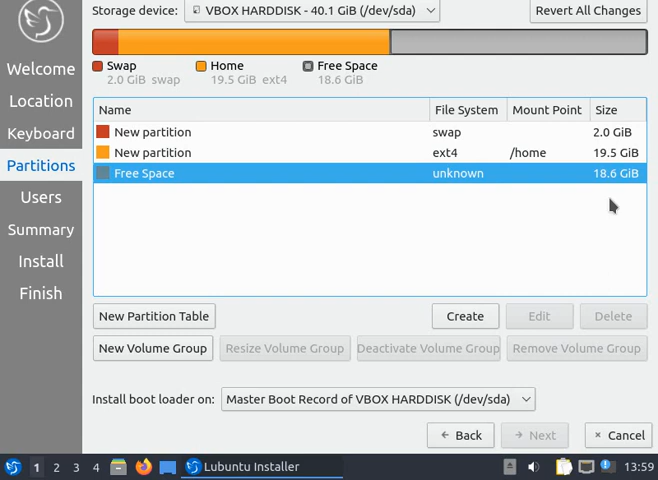 Storage device: VBOX HARDDISK - 40.1 GiB (/dev/sda) Revert All Changes
Swap Home Free Space
2.0 GiB swap 19.5 GiB ext4 18.6 GiB
Welcome
Location
Keyboard
Partitions
Users
Summary
Install
Finish
Name File System Mount Point Size
New partition swap 2.0 GiB
New partition ext4 /home 19.5 GiB
Free Space unknown 18.6 GiB
New Partition Table Create Edit Delete
New Volume Group Resize Volume Group Deactivate Volume Group Remove Volume Group
Install boot loader on: Master Boot Record of VBOX HARDDISK (/dev/sda)
Back Next Cancel
1 2 3 4 Lubuntu Installer 13:59